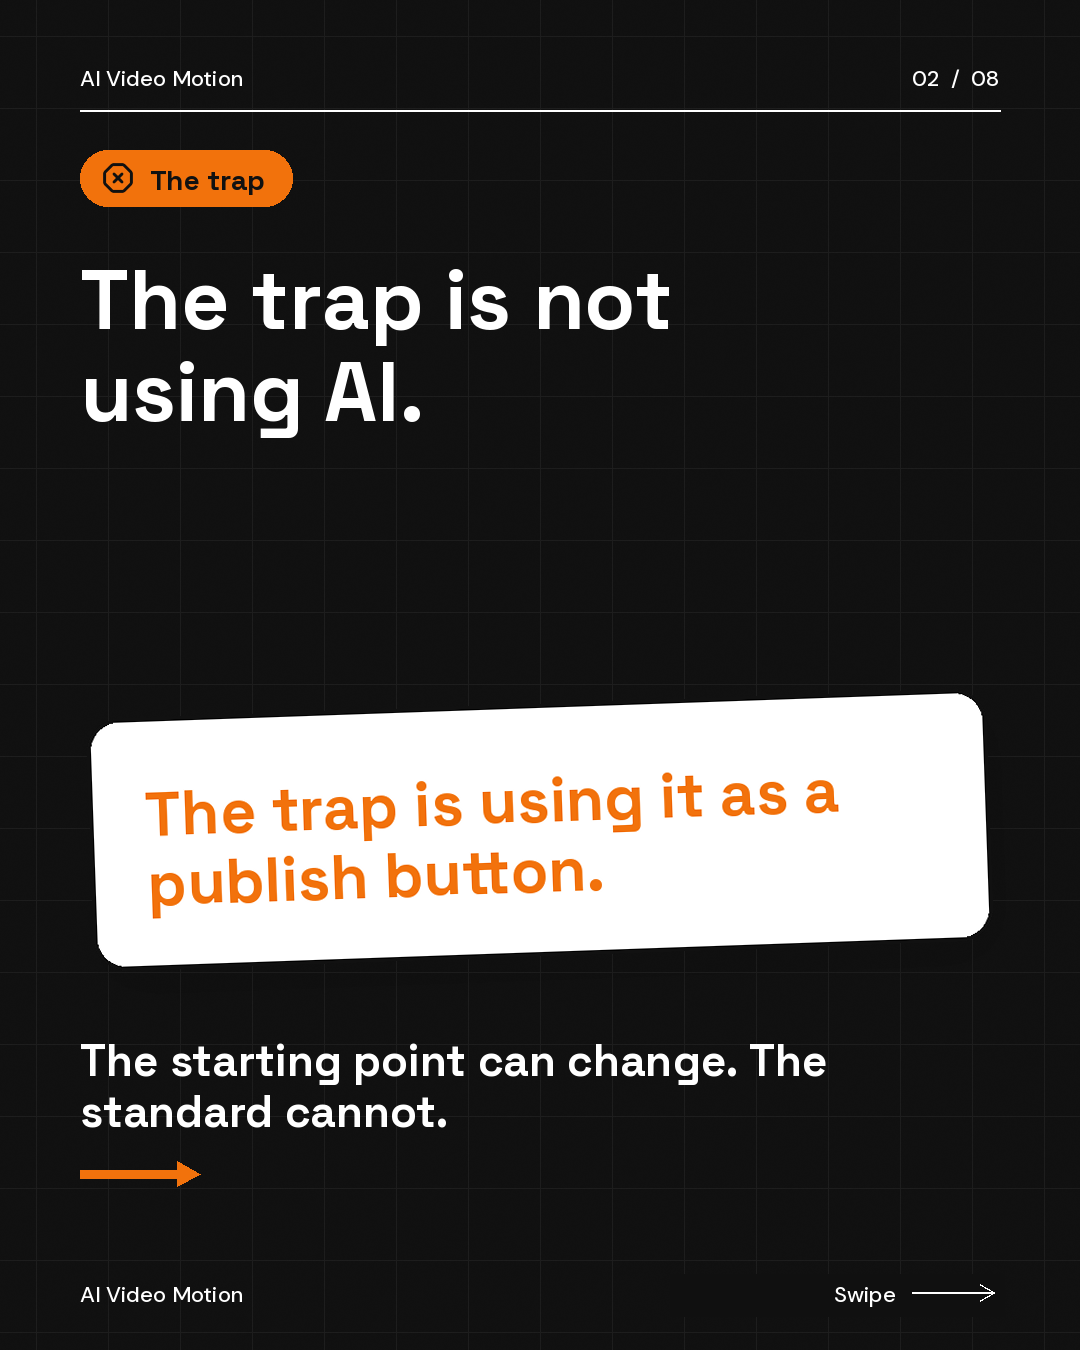 AI Video Motion
02 / 08
The trap
The trap is not
using AI.
The trap is using it as a
publish button.
The starting point can change. The
standard cannot.
AI Video Motion
Swipe